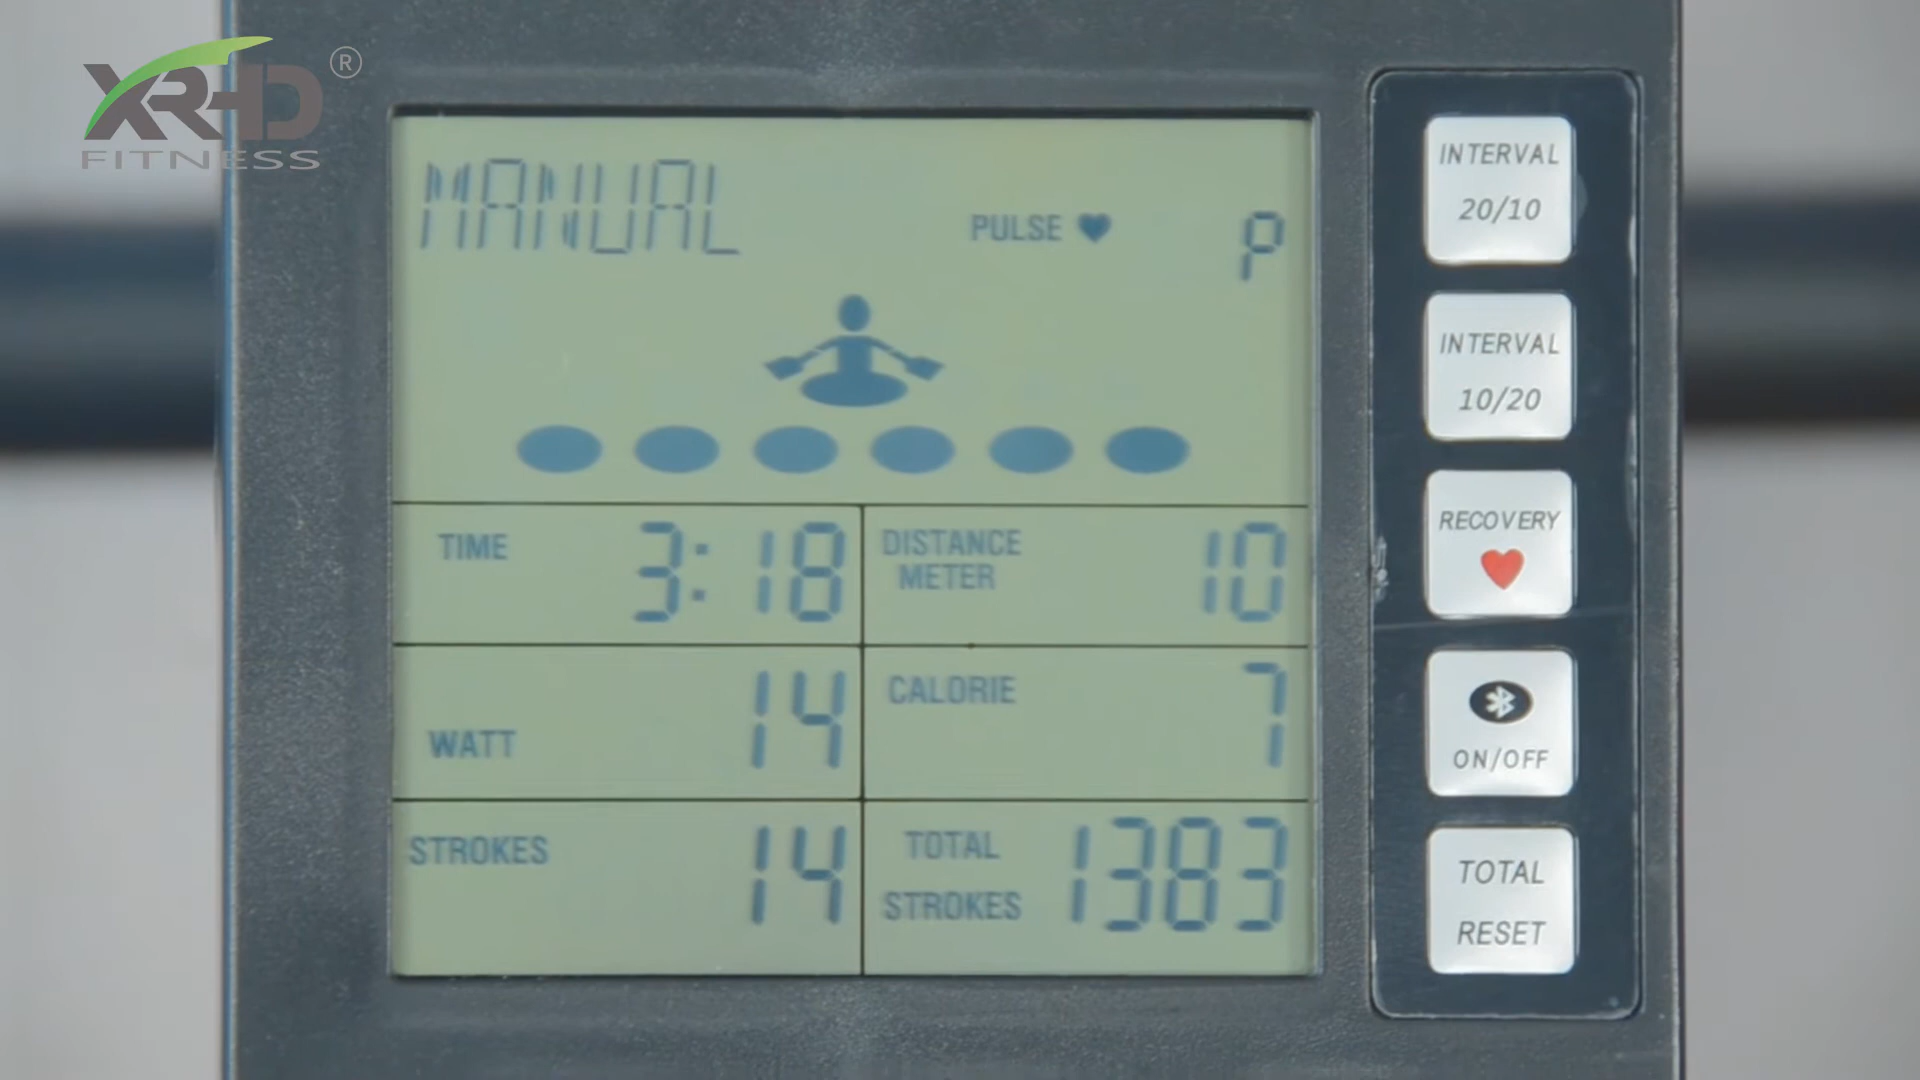 XRHD ®
FITNESS
MANUAL
PULSE P
TIME 3:18
DISTANCE
METER 10
WATT 14
CALORIE 7
STROKES 14
TOTAL
STROKES 1383
INTERVAL
20/10
INTERVAL
10/20
RECOVERY
ON/OFF
TOTAL
RESET